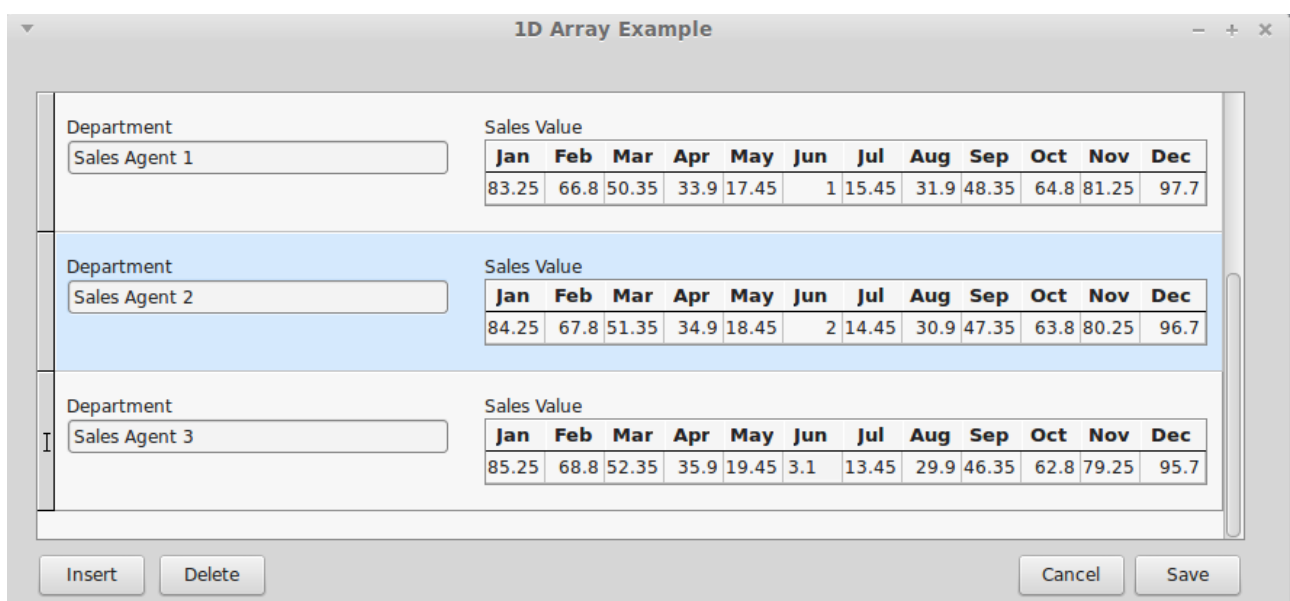 1D Array Example
Department
Sales Value
Sales Agent 1
Jan Feb Mar Apr May Jun Jul Aug Sep Oct Nov Dec
83.25 66.8 50.35 33.9 17.45 1 15.45 31.9 48.35 64.8 81.25 97.7
Department
Sales Value
Sales Agent 2
Jan Feb Mar Apr May Jun Jul Aug Sep Oct Nov Dec
84.25 67.8 51.35 34.9 18.45 2 14.45 30.9 47.35 63.8 80.25 96.7
Department
Sales Value
Sales Agent 3
Jan Feb Mar Apr May Jun Jul Aug Sep Oct Nov Dec
85.25 68.8 52.35 35.9 19.45 3.1 13.45 29.9 46.35 62.8 79.25 95.7
Insert Delete Cancel Save